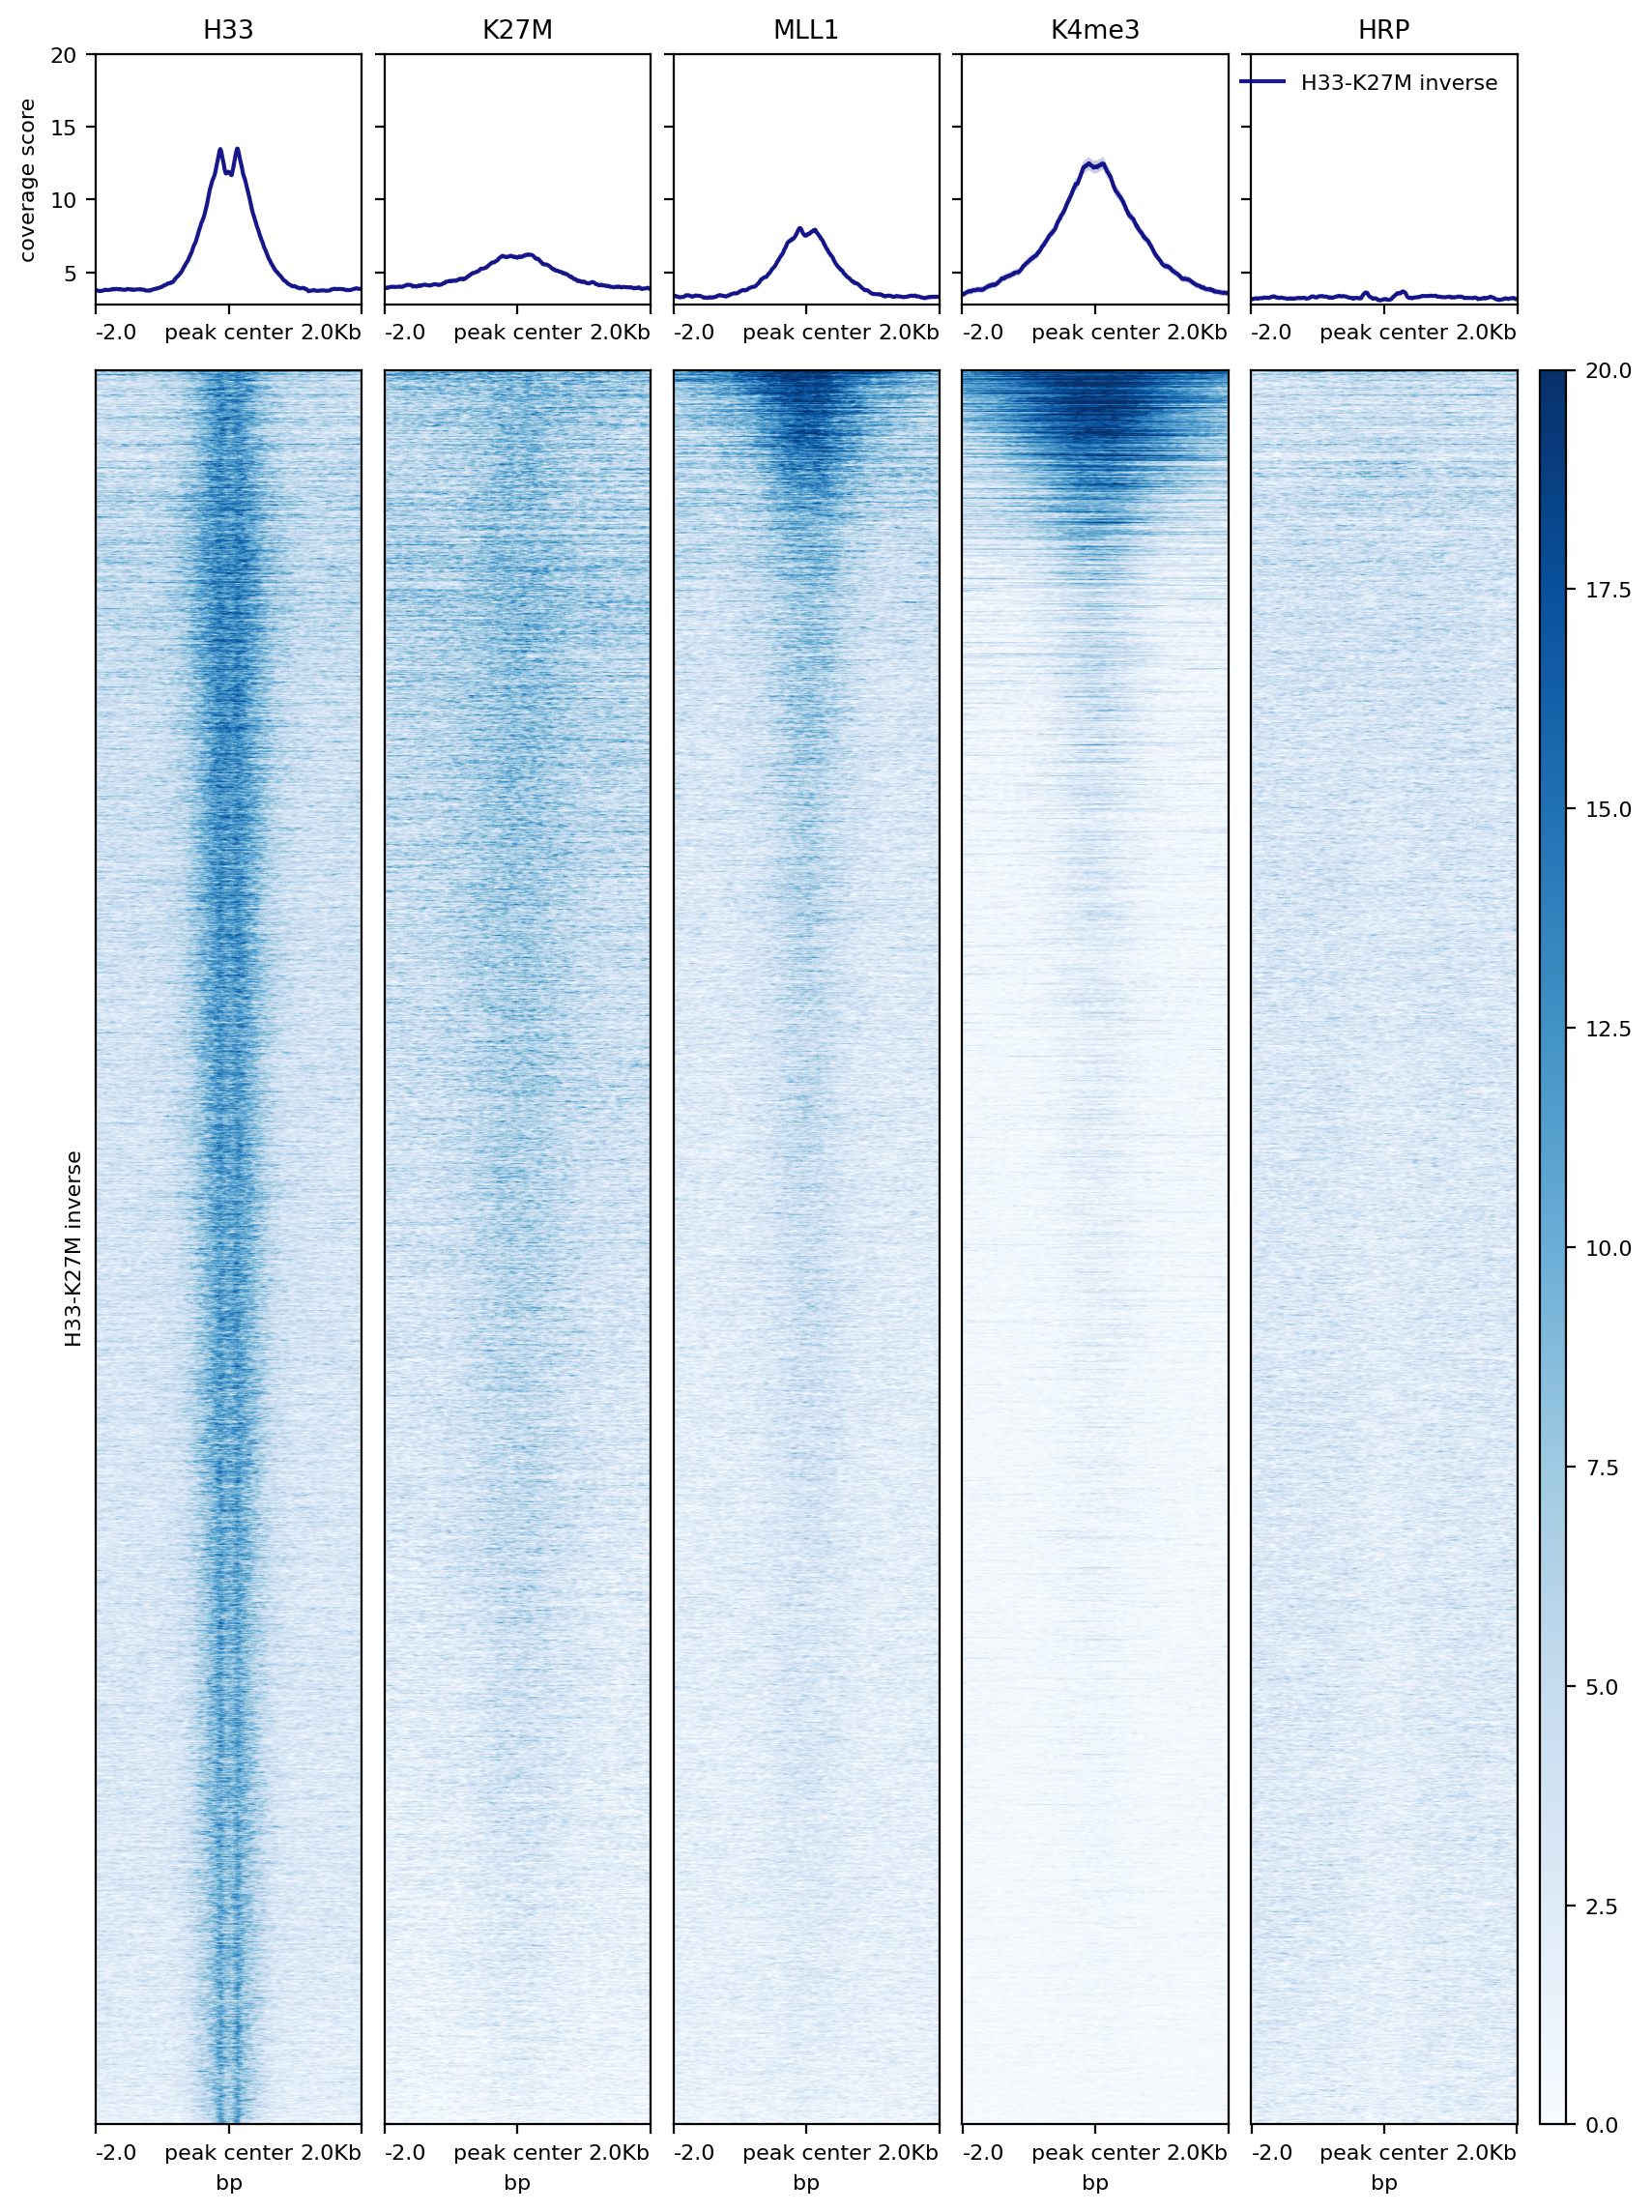 H33 K27M MLL1 K4me3 HRP
20
15
10
5
coverage score
H33-K27M inverse
-2.0 peak center 2.0Kb -2.0 peak center 2.0Kb -2.0 peak center 2.0Kb -2.0 peak center 2.0Kb -2.0 peak center 2.0Kb
H33-K27M inverse
20.0
17.5
15.0
12.5
10.0
7.5
5.0
2.5
0.0
-2.0 peak center 2.0Kb -2.0 peak center 2.0Kb -2.0 peak center 2.0Kb -2.0 peak center 2.0Kb -2.0 peak center 2.0Kb
bp bp bp bp bp